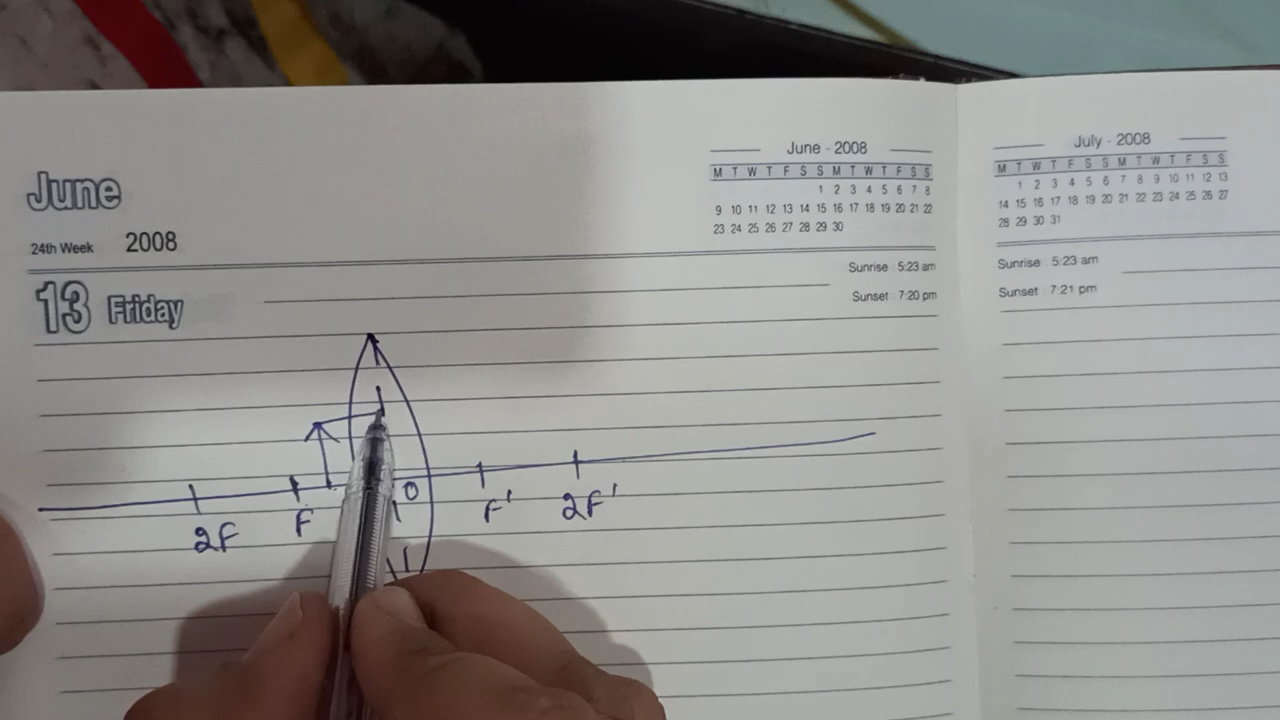 June
24th Week 2008
13 Friday
June - 2008
M T W T F S S M T W T F S S
1 2 3 4 5 6 7 8
9 10 11 12 13 14 15 16 17 18 19 20 21 22
23 24 25 26 27 28 29 30
Sunrise : 5:23 am
Sunset : 7:20 pm
2F F O F' 2F'
July - 2008
M T W T F S S M T W T F S S
1 2 3 4 5 6 7 8 9 10 11 12 13
14 15 16 17 18 19 20 21 22 23 24 25 26 27
28 29 30 31
Sunrise : 5:23 am
Sunset : 7:21 pm